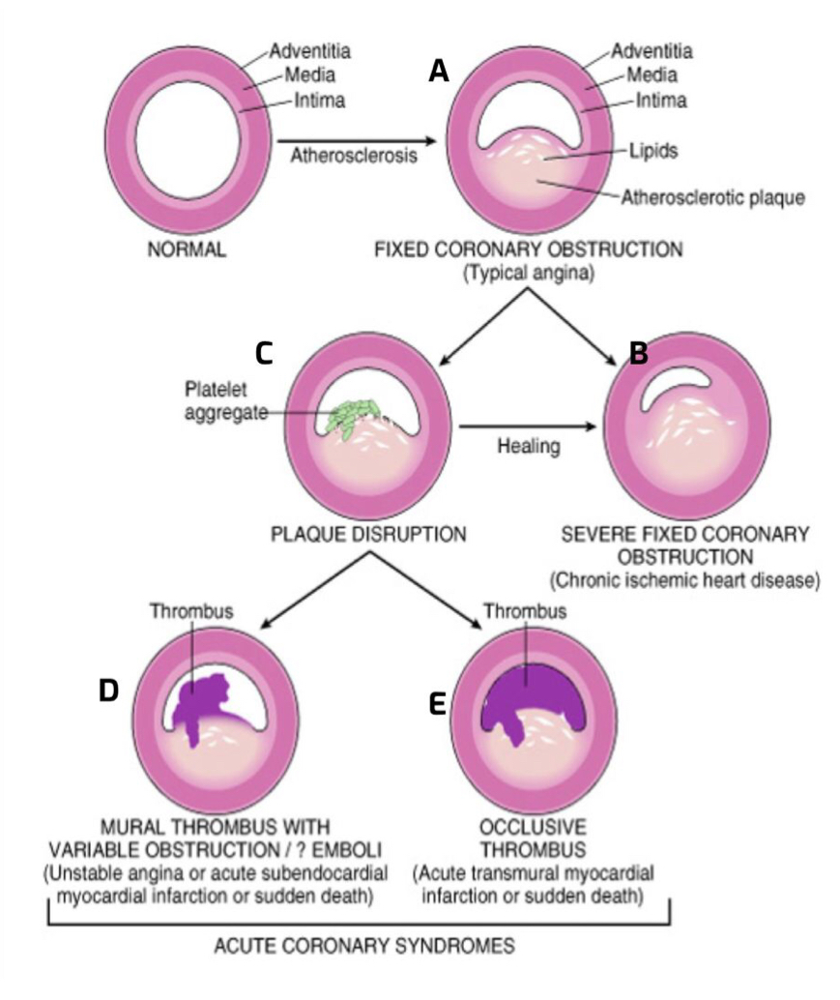 Adventitia
Media
Intima
Atherosclerosis
NORMAL
A
Adventitia
Media
Intima
Lipids
Atherosclerotic plaque
FIXED CORONARY OBSTRUCTION
(Typical angina)
C
Platelet
aggregate
PLAQUE DISRUPTION
Healing
B
SEVERE FIXED CORONARY
OBSTRUCTION
(Chronic ischemic heart disease)
Thrombus
D
MURAL THROMBUS WITH
VARIABLE OBSTRUCTION / ? EMBOLI
(Unstable angina or acute subendocardial
myocardial infarction or sudden death)
Thrombus
E
OCCLUSIVE
THROMBUS
(Acute transmural myocardial
infarction or sudden death)
ACUTE CORONARY SYNDROMES